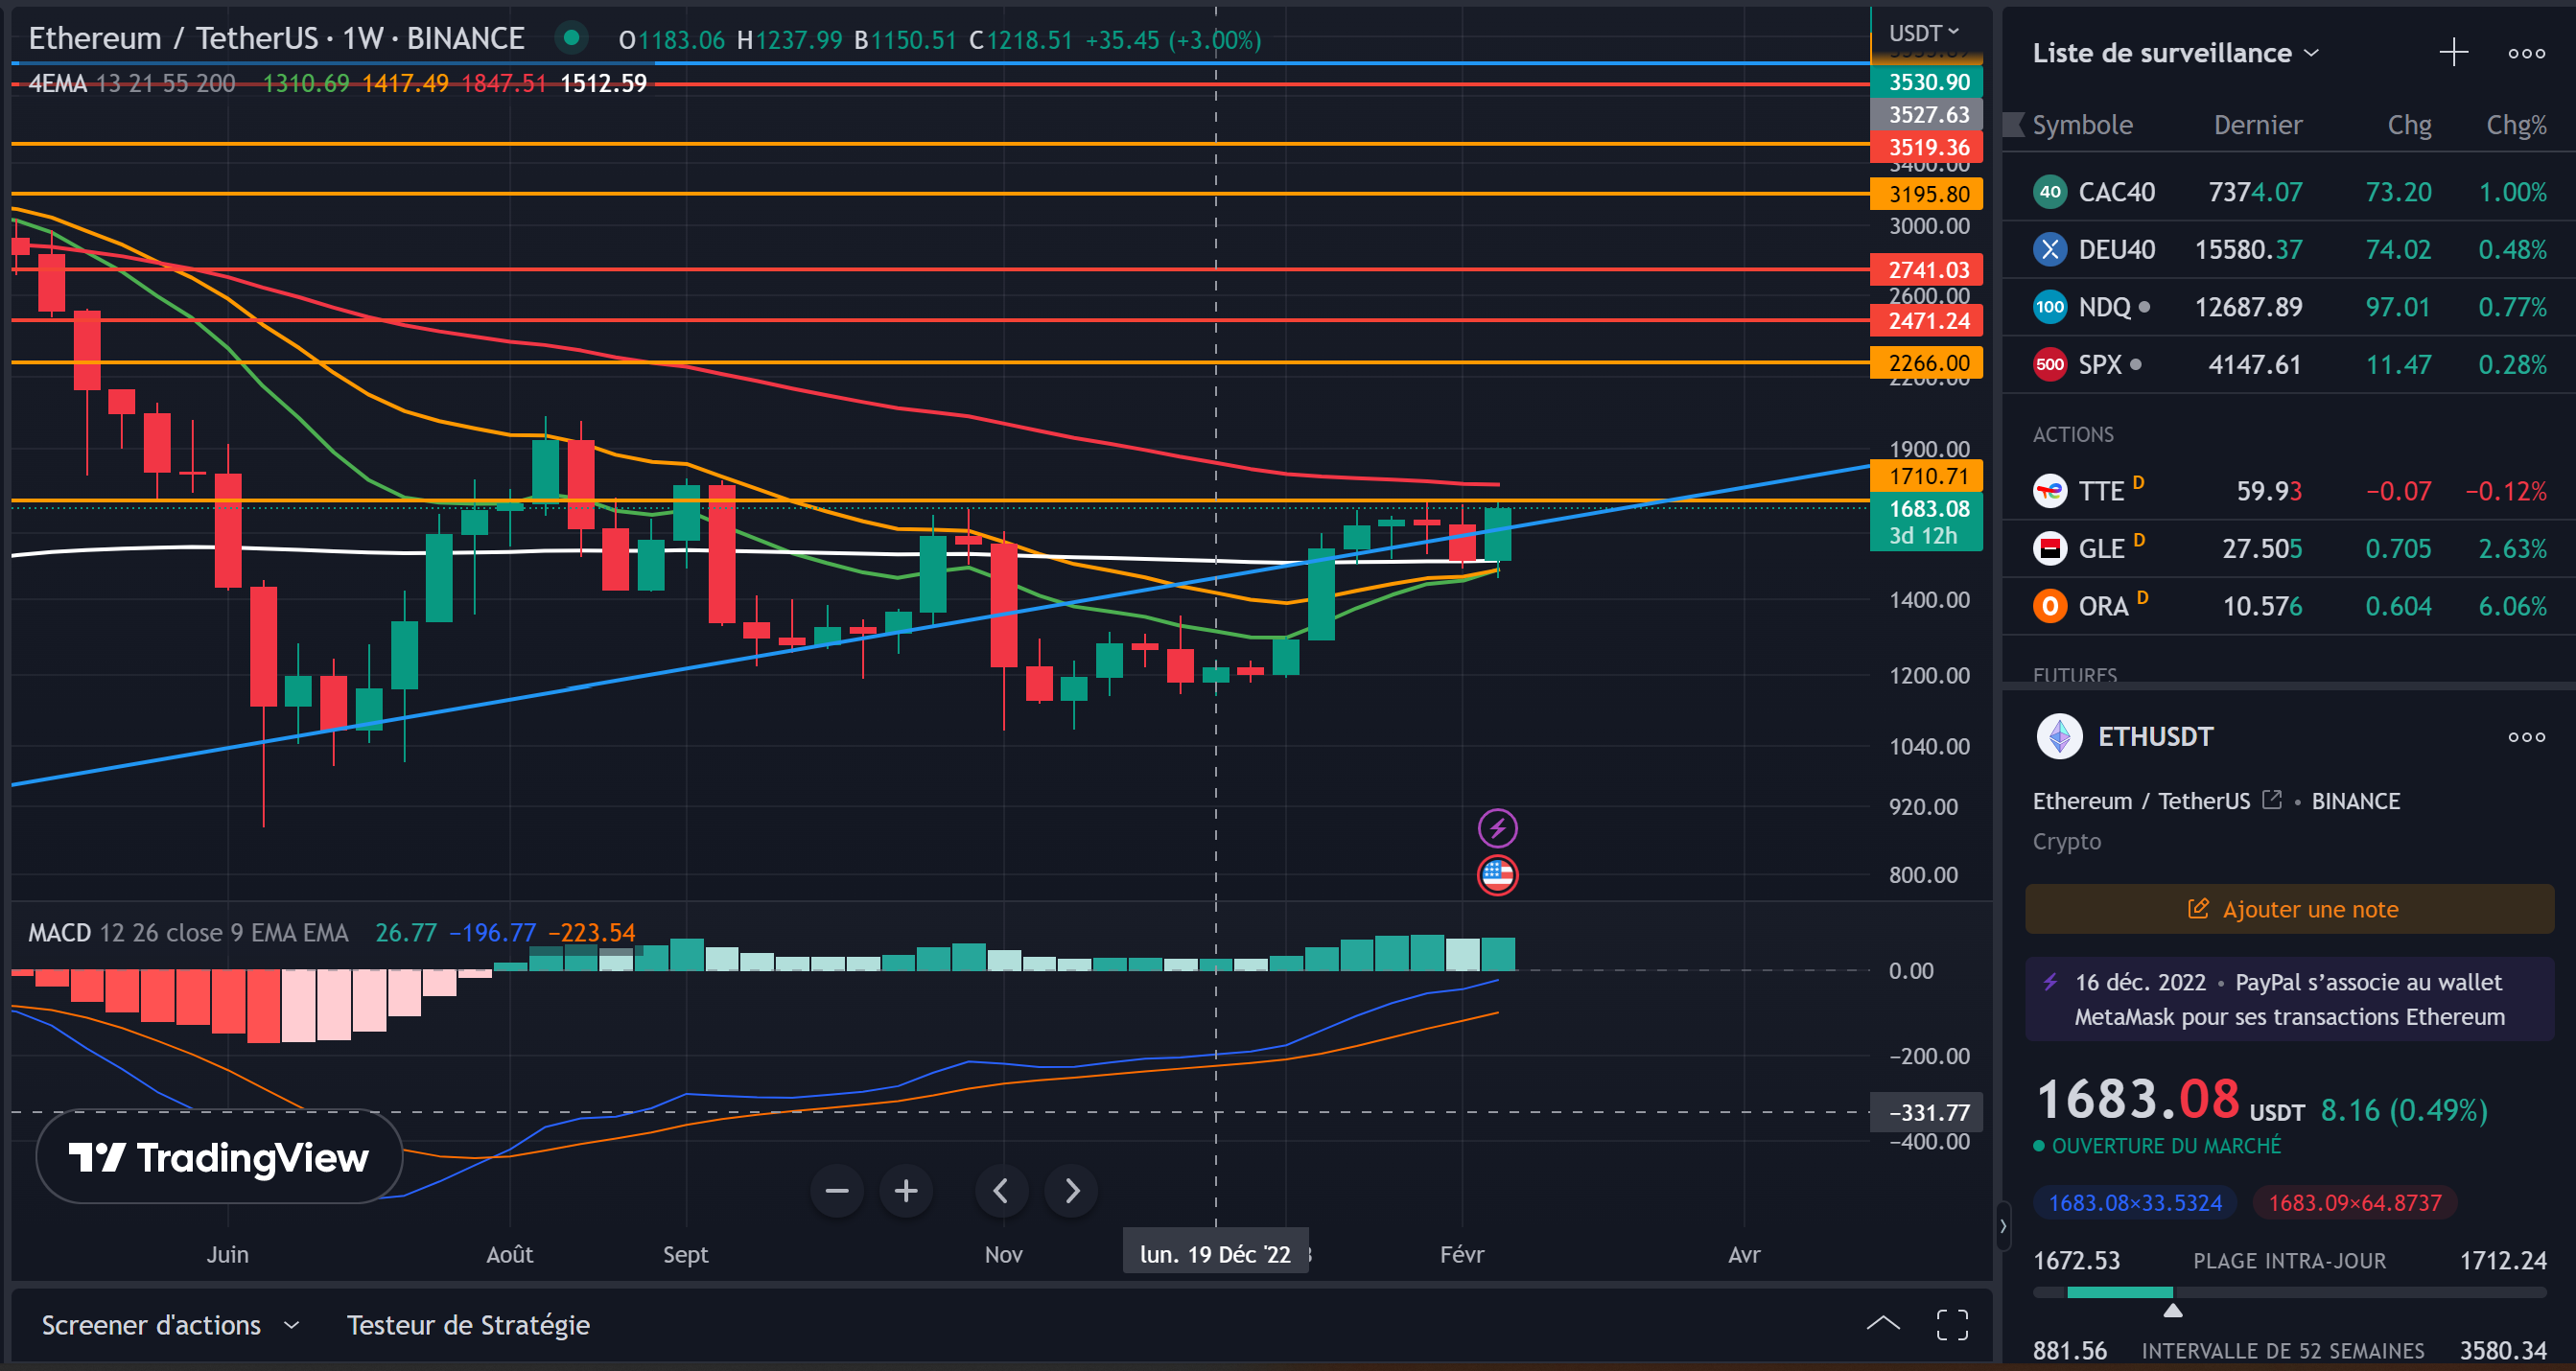 Ethereum / TetherUS · 1W · BINANCE O1183.06 H1237.99 B1150.51 C1218.51 +35.45 (+3.00%)
4EMA 13 21 55 200 1310.69 1417.49 1847.51 1512.59
USDT
3530.90
3527.63
3519.36
3400.00
3195.80
3000.00
2741.03
2600.00
2471.24
2266.00
2200.00
1900.00
1710.71
1683.08
3d 12h
1400.00
1200.00
1040.00
920.00
800.00
MACD 12 26 close 9 EMA EMA 26.77 −196.77 −223.54
0.00
−200.00
−331.77
−400.00
TradingView
Juin Août Sept Nov lun. 19 Déc '22 Févr Avr
Screener d'actions Testeur de Stratégie
Liste de surveillance
Symbole Dernier Chg Chg%
40 CAC40 7374.07 73.20 1.00%
DEU40 15580.37 74.02 0.48%
100 NDQ 12687.89 97.01 0.77%
500 SPX 4147.61 11.47 0.28%
ACTIONS
TTE D 59.93 −0.07 −0.12%
GLE D 27.505 0.705 2.63%
ORA D 10.576 0.604 6.06%
FUTURES
ETHUSDT
Ethereum / TetherUS • BINANCE
Crypto
Ajouter une note
16 déc. 2022 • PayPal s’associe au wallet
MetaMask pour ses transactions Ethereum
1683.08 USDT 8.16 (0.49%)
OUVERTURE DU MARCHÉ
1683.08×33.5324 1683.09×64.8737
1672.53 PLAGE INTRA-JOUR 1712.24
881.56 INTERVALLE DE 52 SEMAINES 3580.34